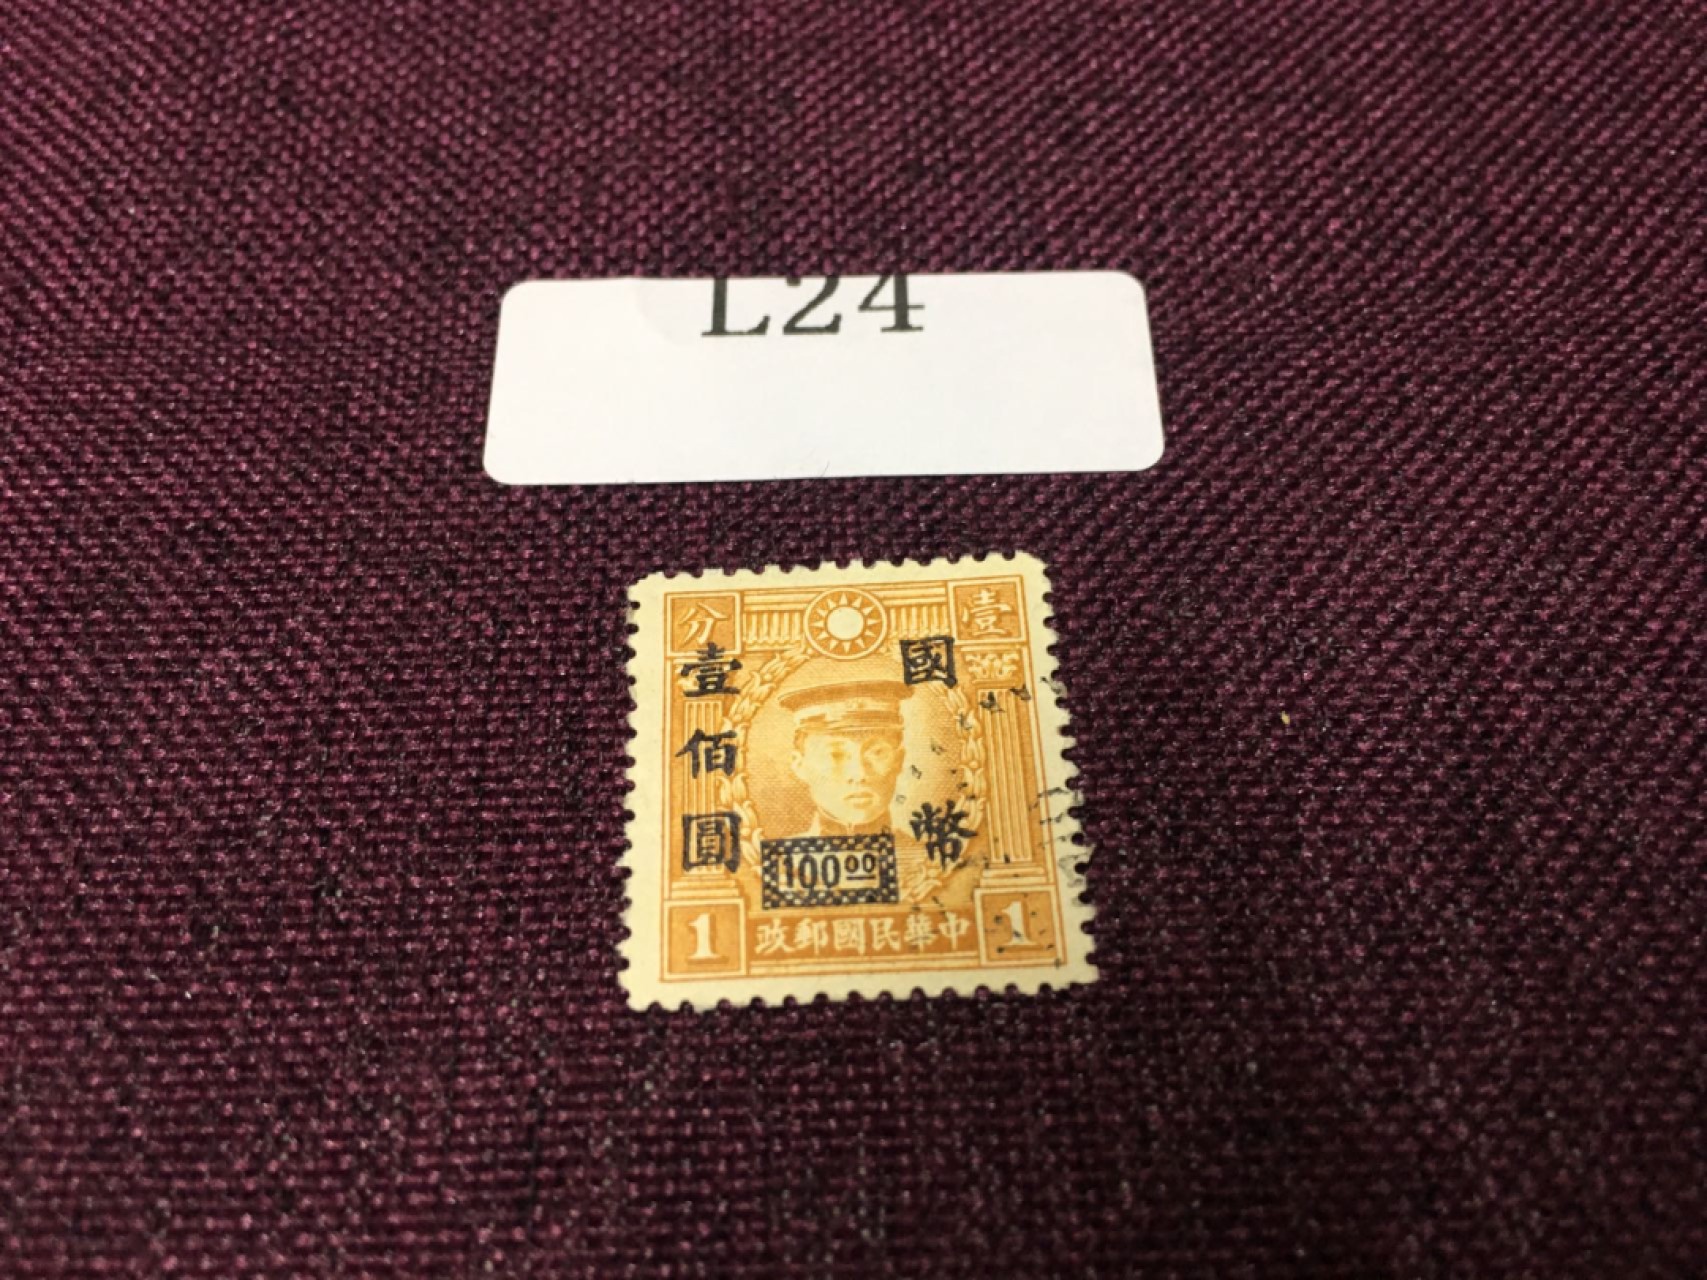 L24
分 壹
國幣
壹佰圓
100.00
1 政郵國民華中 1